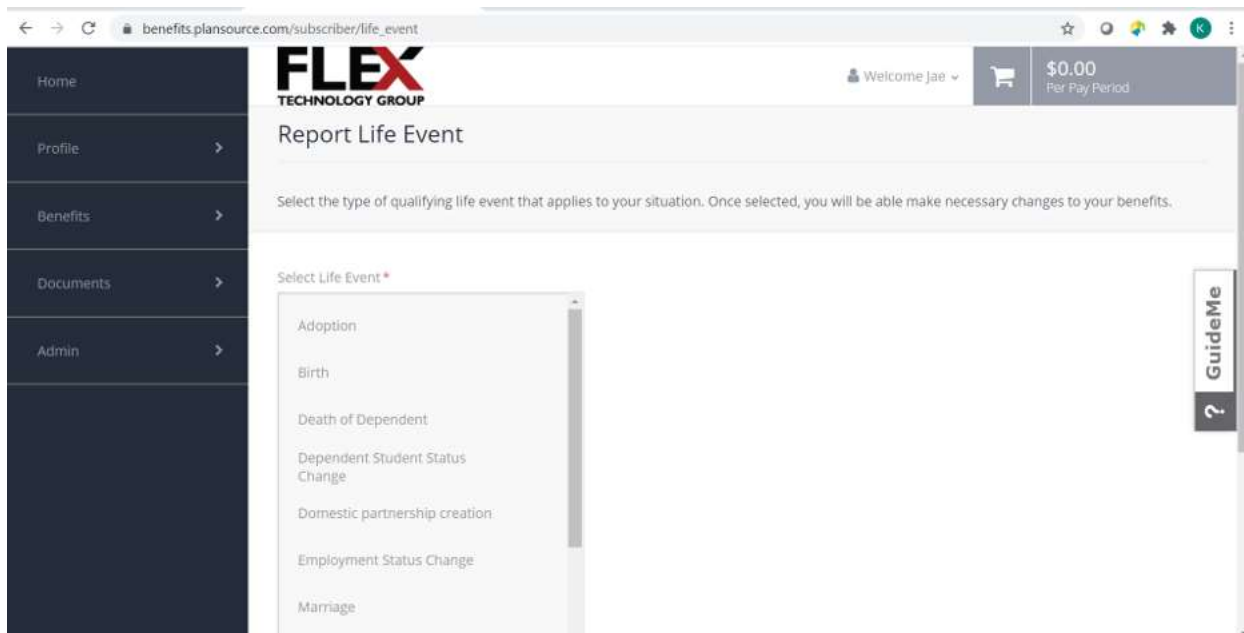 benefits.plansource.com/subscriber/life_event
K
Home
Profile
Benefits
Documents
Admin
FLEX
TECHNOLOGY GROUP
Welcome Jae
$0.00
Per Pay Period
Report Life Event
Select the type of qualifying life event that applies to your situation. Once selected, you will be able make necessary changes to your benefits.
Select Life Event *
Adoption
Birth
Death of Dependent
Dependent Student Status
Change
Domestic partnership creation
Employment Status Change
Marriage
? GuideMe